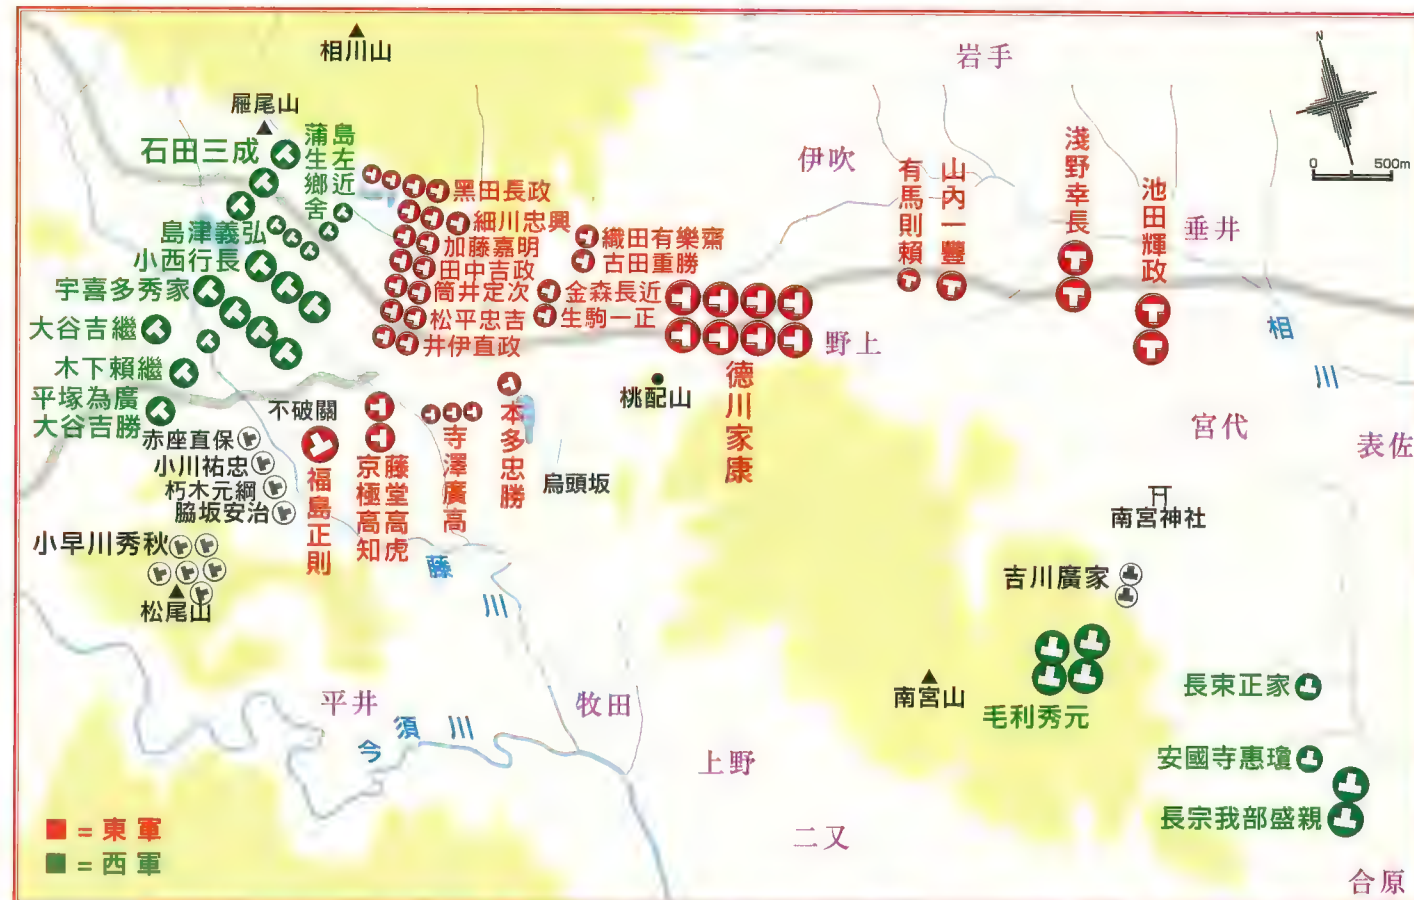 相川山
岩手
N
雁尾山
石田三成
島左近
蒲生鄉舍
伊吹
0 500m
黑田長政
有馬則賴
山內一豐
淺野幸長
池田輝政
垂井
細川忠興
織田有樂齋
島津義弘
加藤嘉明
古田重勝
小西行長
田中吉政
宇喜多秀家
筒井定次
金森長近
大谷吉繼
松平忠吉
生駒一正
相川
井伊直政
野上
木下賴繼
平塚為廣
大谷吉勝
不破關
桃配山
德川家康
宮代
表佐
赤座直保
小川祐忠
朽木元綱
脇坂安治
福島正則
藤堂高虎
京極高知
寺澤廣高
本多忠勝
烏頭坂
南宮神社
小早川秀秋
松尾山
藤川
吉川廣家
南宮山
毛利秀元
長束正家
平井
今須川
牧田
上野
安國寺惠瓊
長宗我部盛親
二又
合原
=東軍
=西軍